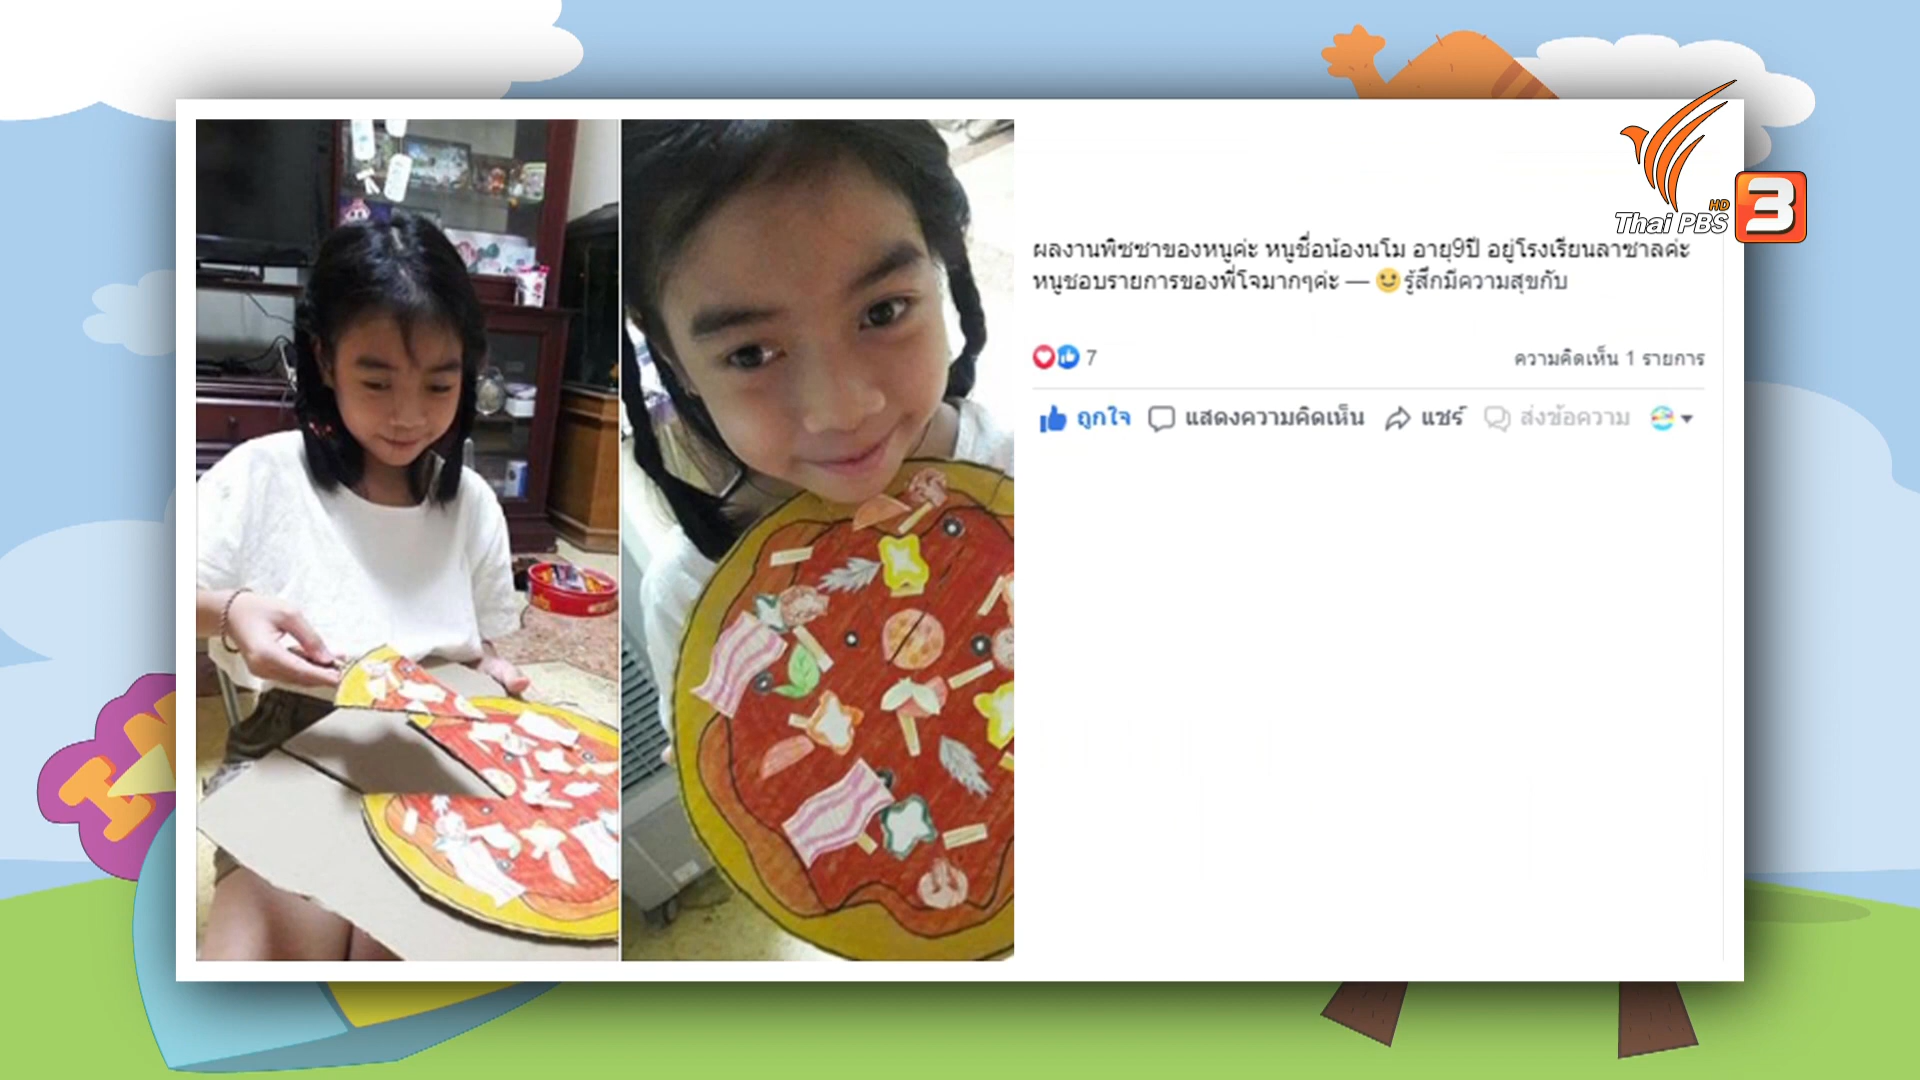 Thai PBS HD 3
ผลงานพิซซาของหนูค่ะ หนูชื่อน้องนโม อายุ9ปี อยู่โรงเรียนลาซาลค่ะ
หนูชอบรายการของพี่โจมากๆค่ะ — รู้สึกมีความสุขกับ
7
ความคิดเห็น 1 รายการ
ถูกใจ แสดงความคิดเห็น แชร์ ส่งข้อความ